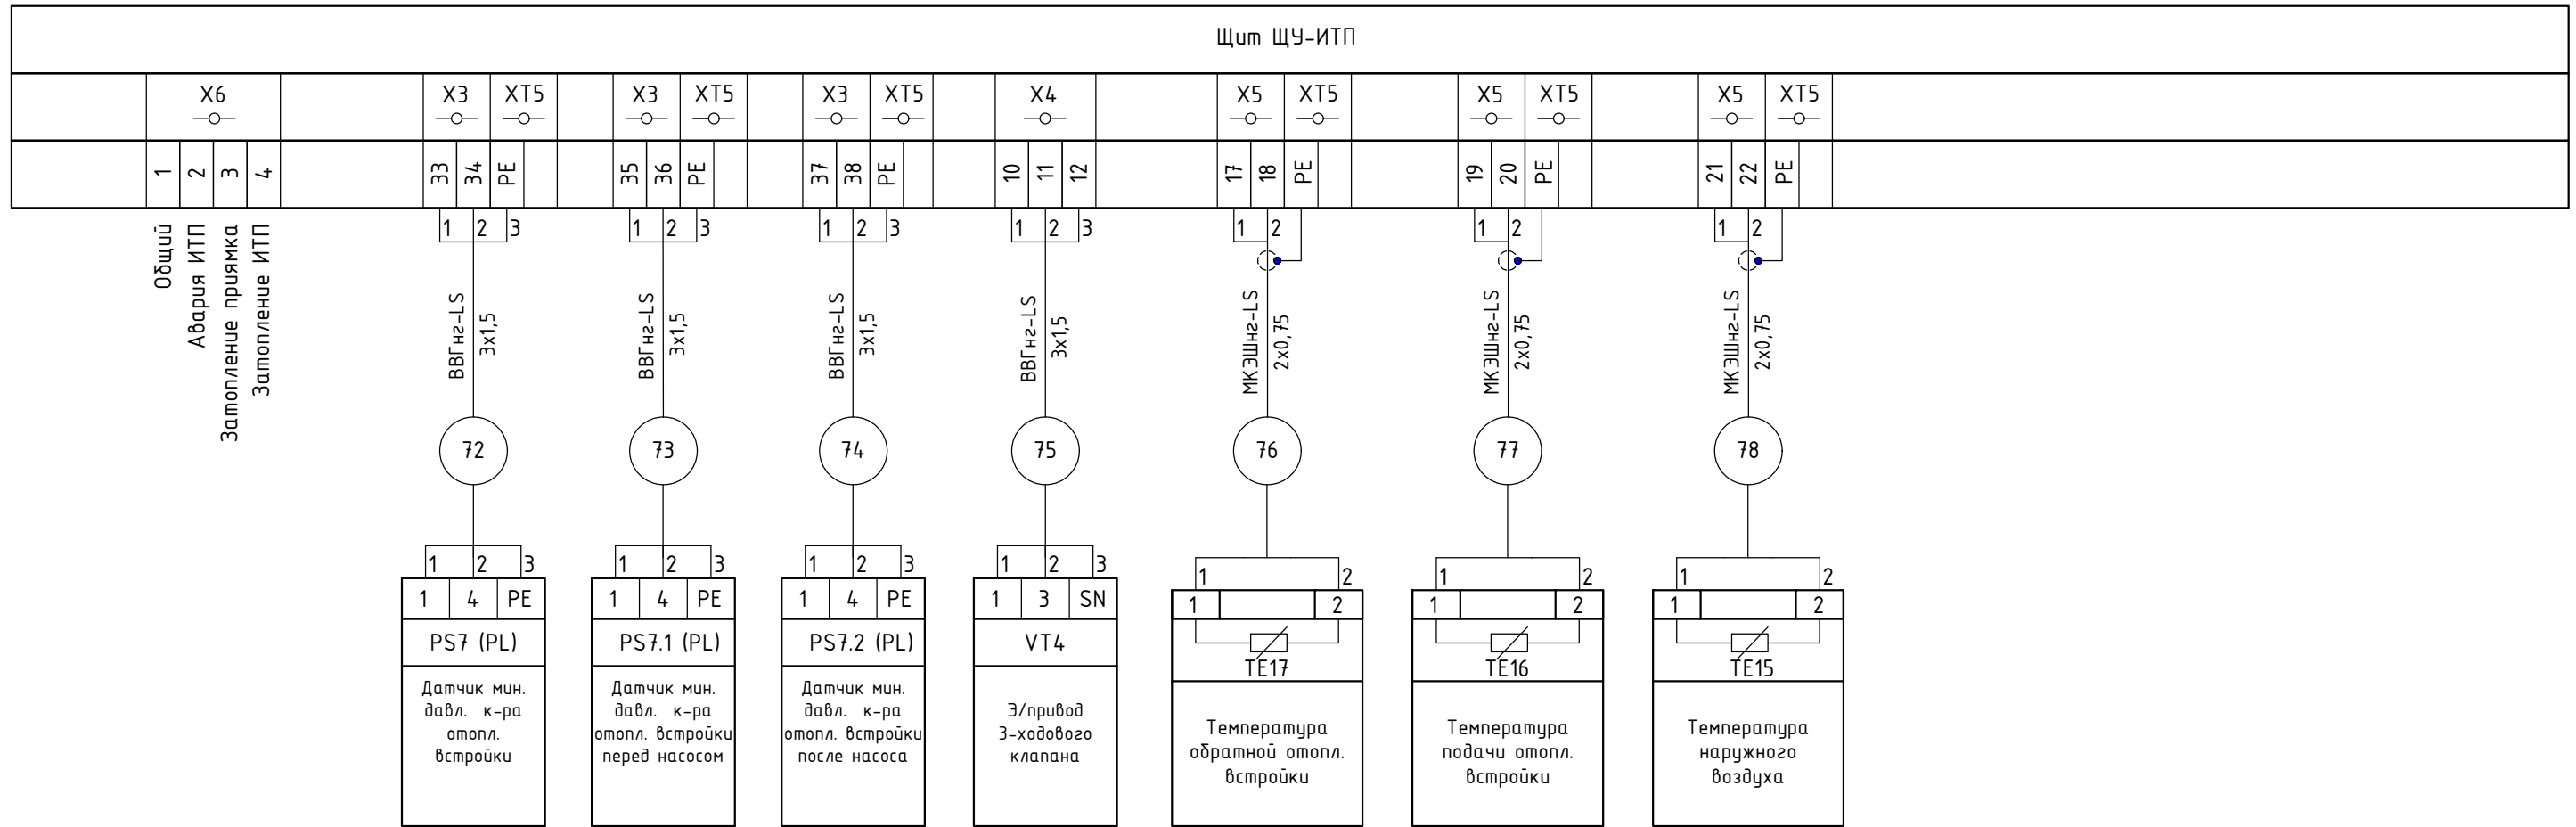 Щит ЩУ-ИТП
X6 X3 XT5 X3 XT5 X3 XT5 X4 X5 XT5 X5 XT5 X5 XT5
1 2 3 4 33 34 PE 35 36 PE 37 38 PE 10 11 12 17 18 PE 19 20 PE 21 22 PE
1 2 3 1 2 3 1 2 3 1 2 3 1 2 1 2 1 2
Общий
Авария ИТП
Затопление приямка
Затопление ИТП
ВВГнг-LS
3x1,5
ВВГнг-LS
3x1,5
ВВГнг-LS
3x1,5
ВВГнг-LS
3x1,5
МКЭШнг-LS
2x0,75
МКЭШнг-LS
2x0,75
МКЭШнг-LS
2x0,75
72 73 74 75 76 77 78
1 2 3 1 2 3 1 2 3 1 2 3 1 2 1 2 1 2
1 4 PE 1 4 PE 1 4 PE 1 3 SN 1 2 1 2 1 2
PS7 (PL) PS7.1 (PL) PS7.2 (PL) VT4 TE17 TE16 TE15
Датчик мин.
давл. к-ра
отопл.
встройки
Датчик мин.
давл. к-ра
отопл. встройки
перед насосом
Датчик мин.
давл. к-ра
отопл. встройки
после насоса
Э/привод
3-ходового
клапана
Температура
обратной отопл.
встройки
Температура
подачи отопл.
встройки
Температура
наружного
воздуха